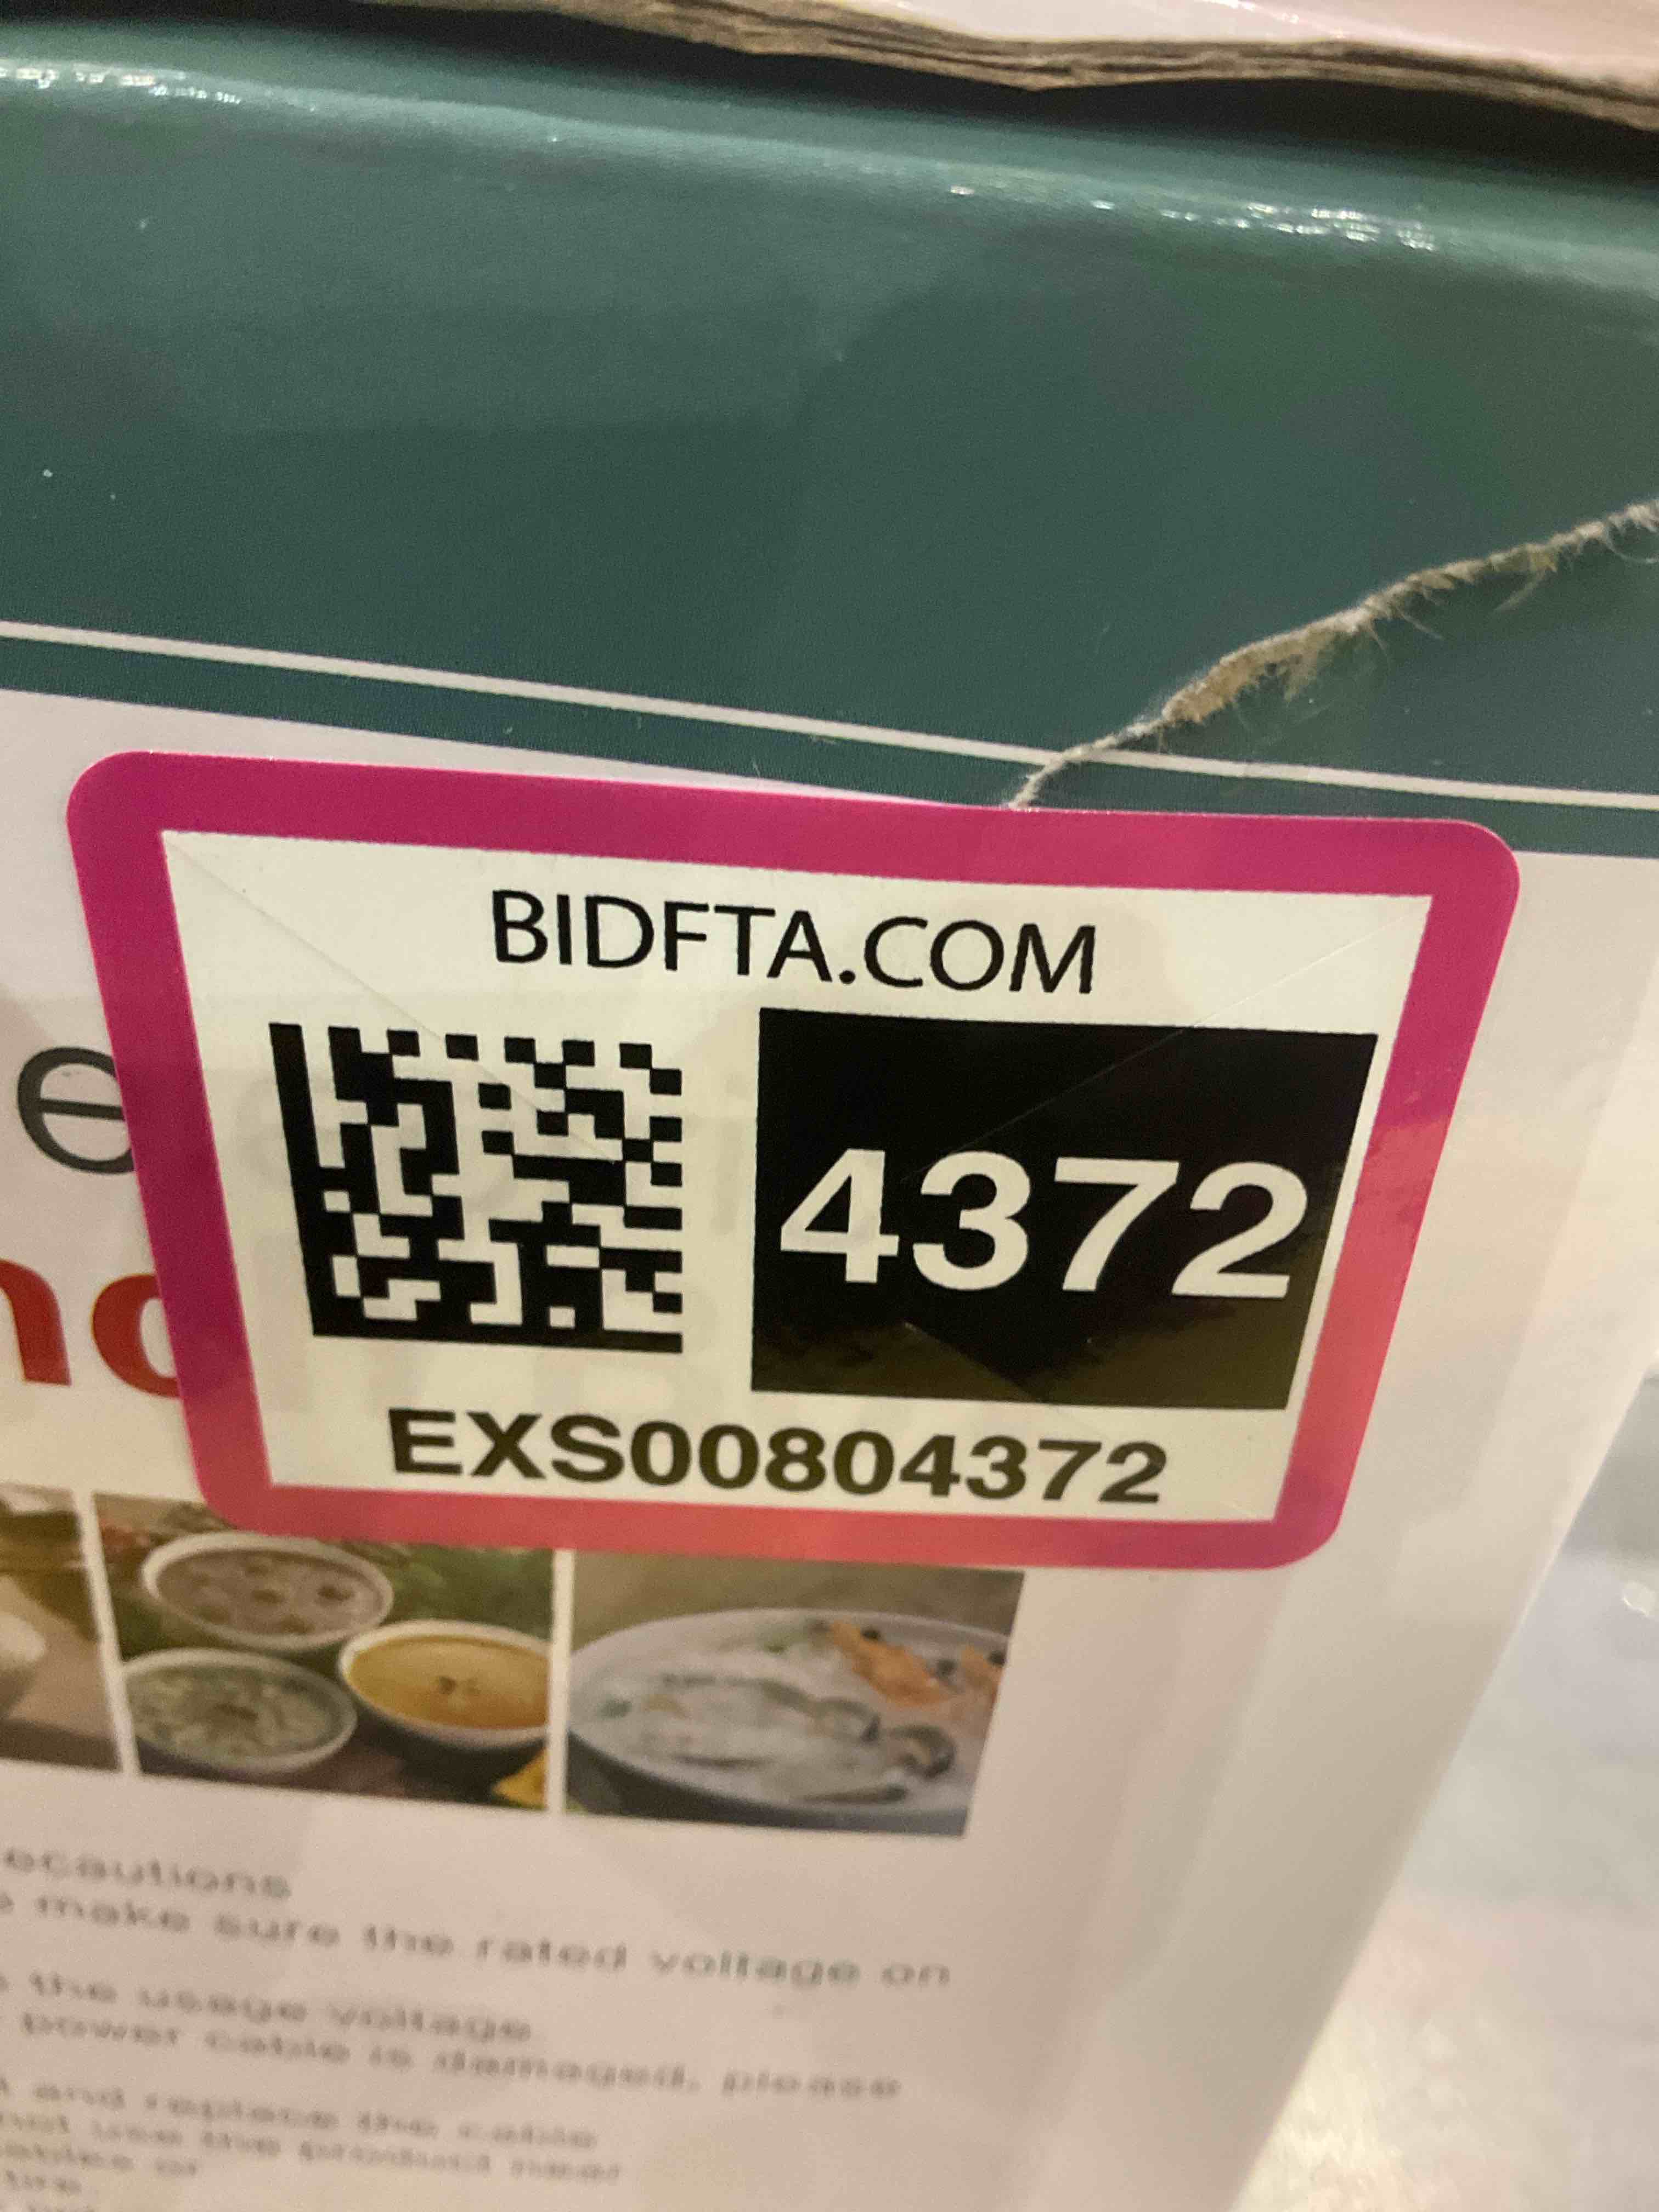 BIDFTA.COM
4372
EXS00804372
e
nd
ecautions
make sure the rated voltage on
the usage voltage
power cable is damaged, please
and replace the cable